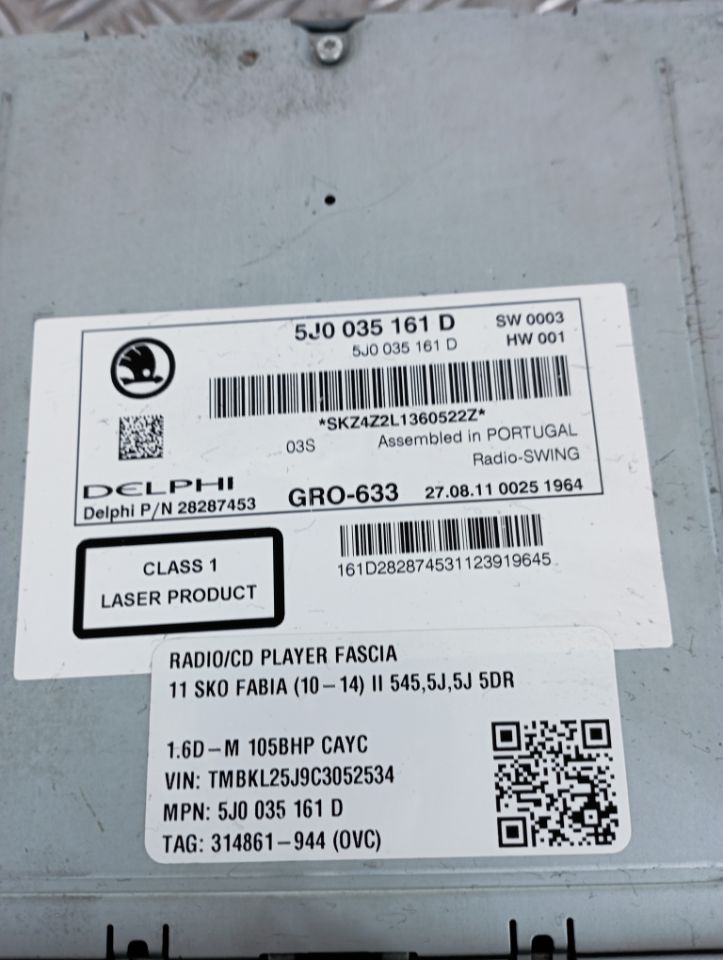 5J0 035 161 D SW 0003
5J0 035 161 D HW 001
*SKZ4Z2L1360522Z*
03S Assembled in PORTUGAL
Radio-SWING
DELPHI
Delphi P/N 28287453 GRO-633 27.08.11 0025 1964
CLASS 1
LASER PRODUCT
161D282874531123919645
RADIO/CD PLAYER FASCIA
11 SKO FABIA (10-14) II 545,5J,5J 5DR
1.6D-M 105BHP CAYC
VIN: TMBKL25J9C3052534
MPN: 5J0 035 161 D
TAG: 314861-944 (OVC)